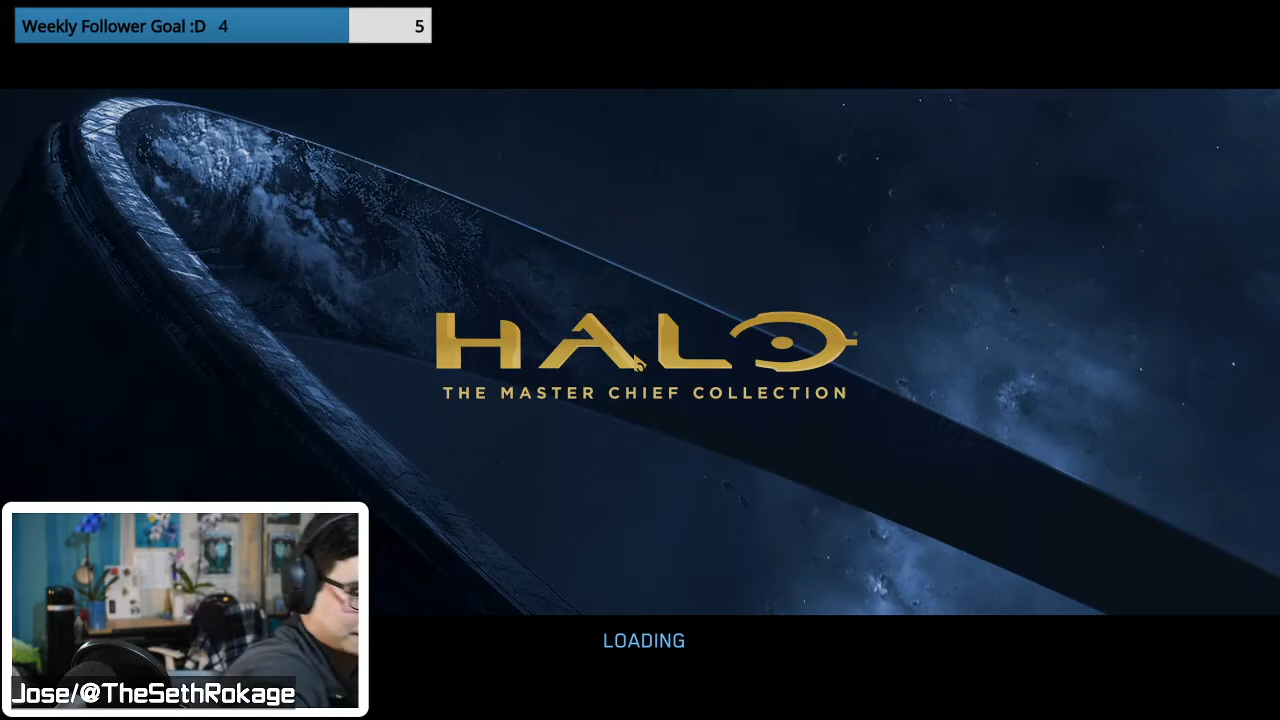 Weekly Follower Goal :D 4
5
HALO
THE MASTER CHIEF COLLECTION
LOADING
Jose/@TheSethRokage